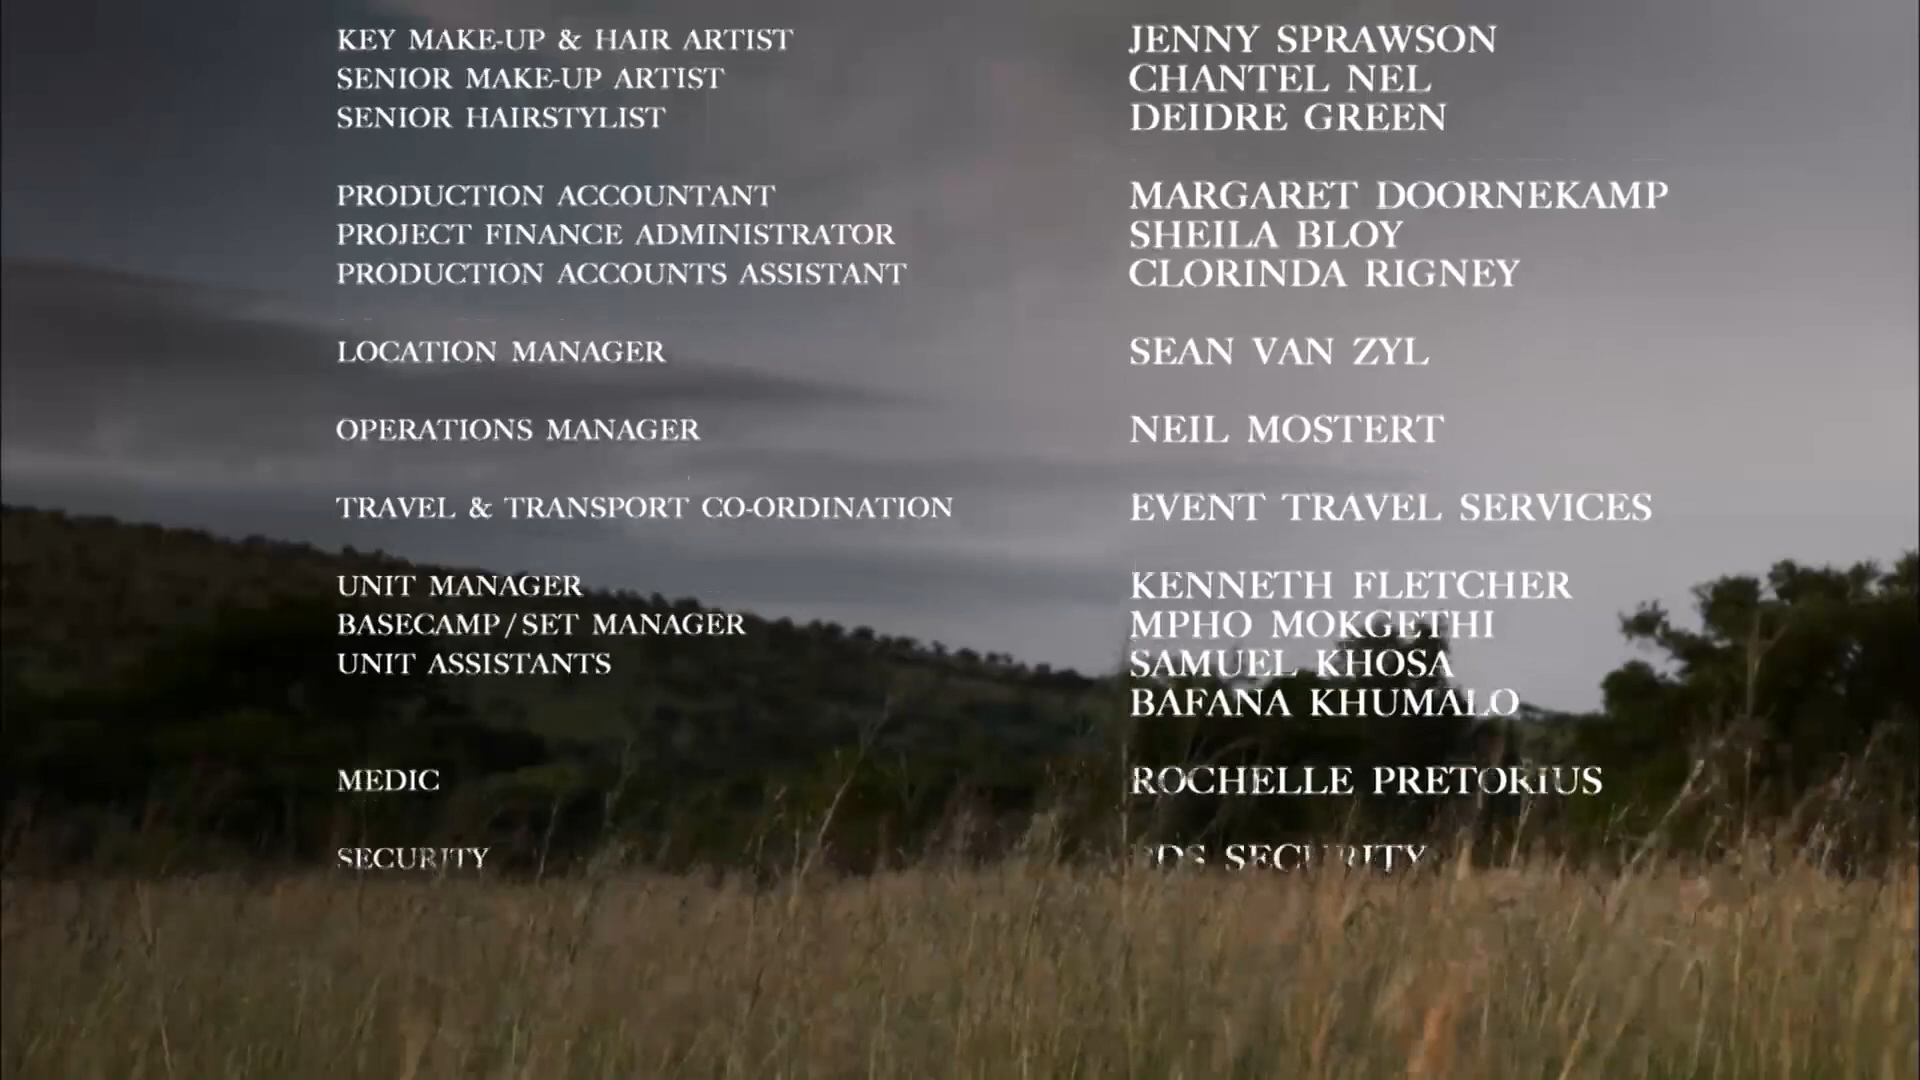 KEY MAKE-UP & HAIR ARTIST JENNY SPRAWSON
SENIOR MAKE-UP ARTIST CHANTEL NEL
SENIOR HAIRSTYLIST DEIDRE GREEN
PRODUCTION ACCOUNTANT MARGARET DOORNEKAMP
PROJECT FINANCE ADMINISTRATOR SHEILA BLOY
PRODUCTION ACCOUNTS ASSISTANT CLORINDA RIGNEY
LOCATION MANAGER SEAN VAN ZYL
OPERATIONS MANAGER NEIL MOSTERT
TRAVEL & TRANSPORT CO-ORDINATION EVENT TRAVEL SERVICES
UNIT MANAGER KENNETH FLETCHER
BASECAMP/SET MANAGER MPHO MOKGETHI
UNIT ASSISTANTS SAMUEL KHOSA
BAFANA KHUMALO
MEDIC ROCHELLE PRETORIUS
SECURITY SECURITY